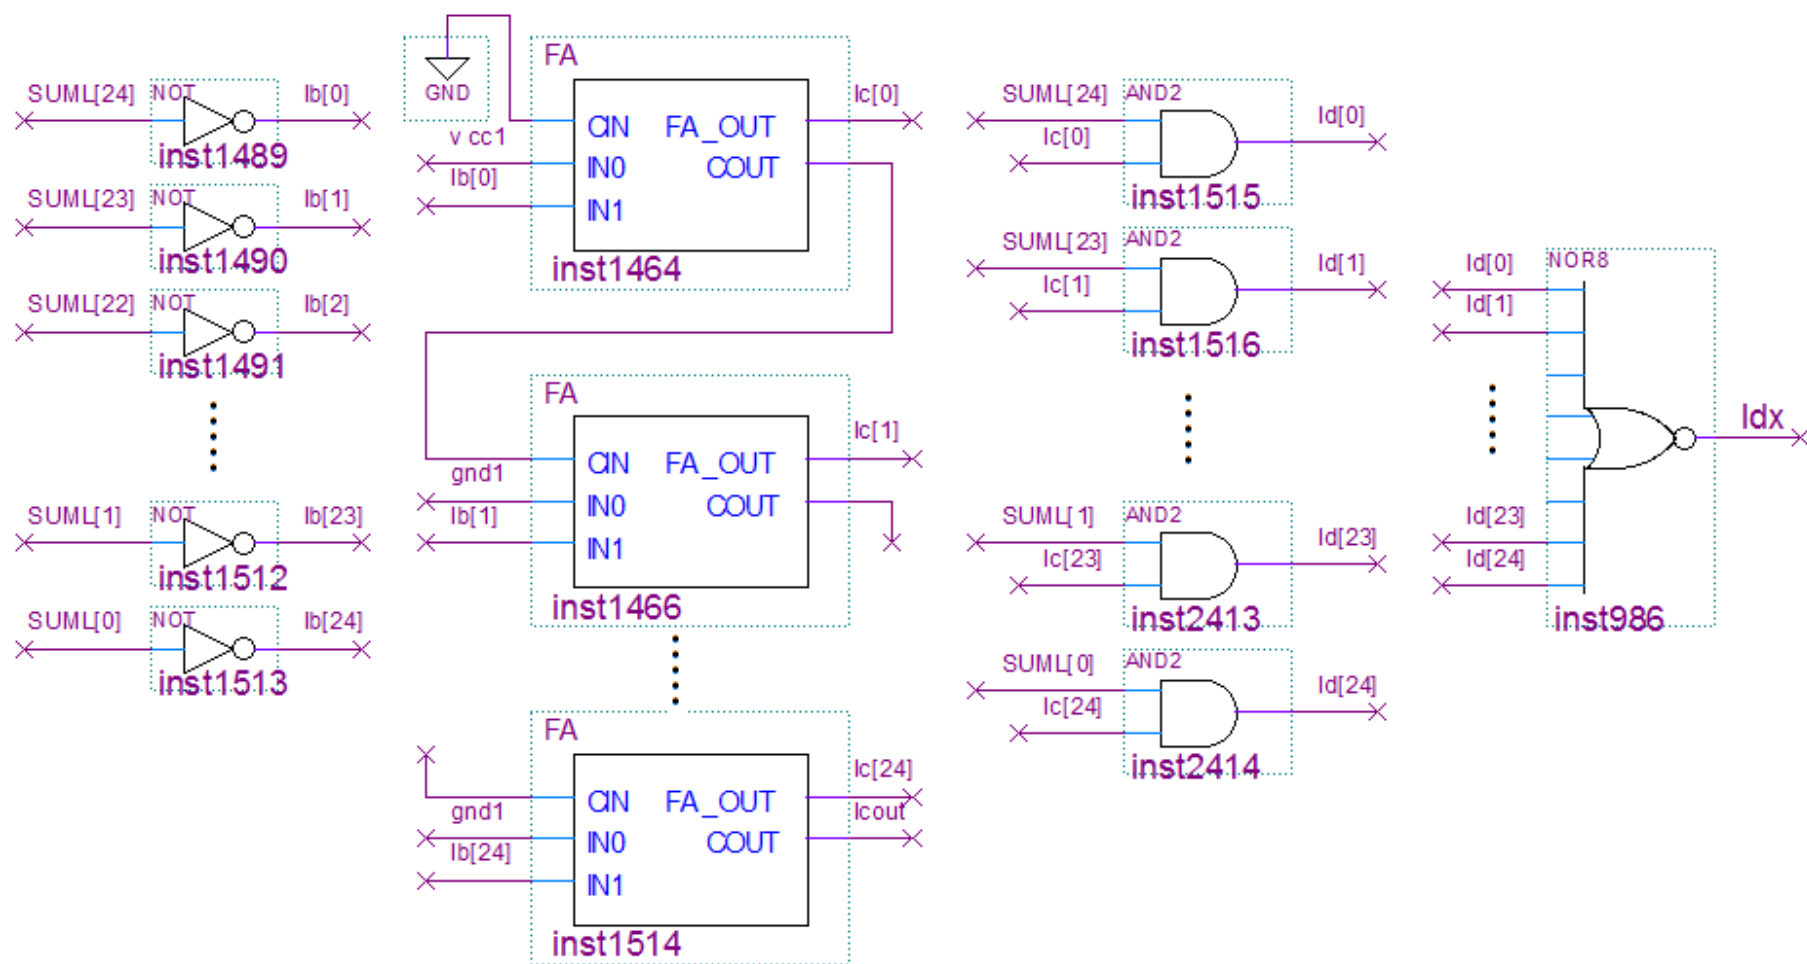 SUML[24] NOT Ib[0]
inst1489
SUML[23] NOT Ib[1]
inst1490
SUML[22] NOT Ib[2]
inst1491
SUML[1] NOT Ib[23]
inst1512
SUML[0] NOT Ib[24]
inst1513
GND
FA
v cc1
Ib[0]
CIN FA_OUT
IN0 COUT
IN1
Ic[0]
inst1464
FA
gnd1
Ib[1]
CIN FA_OUT
IN0 COUT
IN1
Ic[1]
inst1466
FA
gnd1
Ib[24]
CIN FA_OUT
IN0 COUT
IN1
Ic[24]
Icout
inst1514
SUML[24] AND2
Ic[0]
Id[0]
inst1515
SUML[23] AND2
Ic[1]
Id[1]
inst1516
SUML[1] AND2
Ic[23]
Id[23]
inst2413
SUML[0] AND2
Ic[24]
Id[24]
inst2414
Id[0] NOR8
Id[1]
Idx
Id[23]
Id[24]
inst986